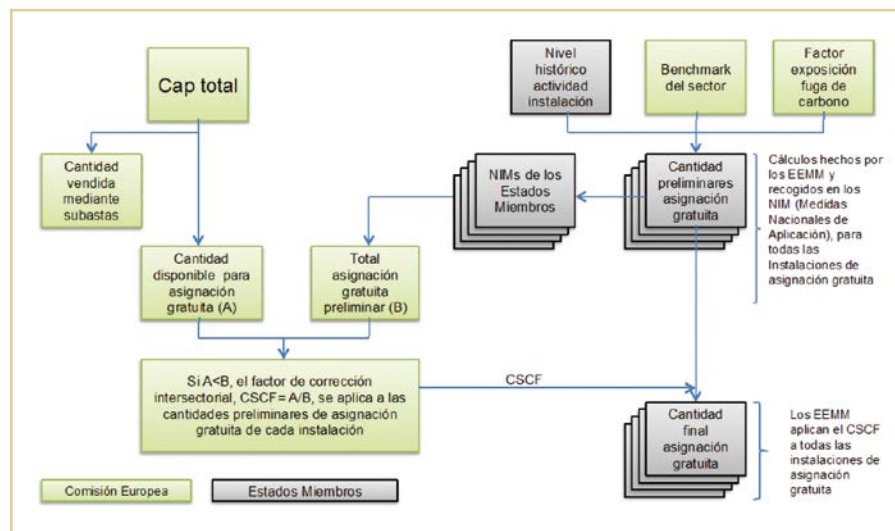 Cap total
Nivel
histórico
actividad
instalación
Benchmark
del sector
Factor
exposición
fuga de
carbono
Cantidad
vendida
mediante
subastas
NIMs de los
Estados
Miembros
Cantidad
preliminares
asignación
gratuita
Cálculos hechos por
los EEMM y
recogidos en los
NIM (Medidas
Nacionales de
Aplicación), para
todas las
Instalaciones de
asignación gratuita
Cantidad
disponible para
asignación
gratuita (A)
Total
asignación
gratuita
preliminar (B)
Si A<B, el factor de corrección
intersectorial, CSCF= A/B, se aplica a las
cantidades preliminares de asignación
gratuita de cada instalación
CSCF
Cantidad
final
asignación
gratuita
Los EEMM
aplican el CSCF
a todas las
instalaciones de
asignación
gratuita
Comisión Europea
Estados Miembros